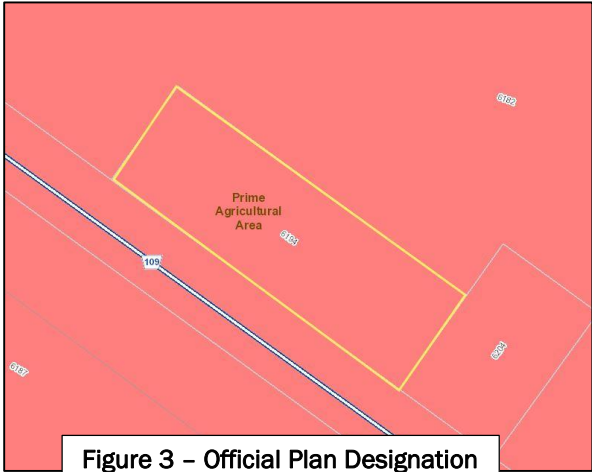 6182
Prime
Agricultural
Area
6194
109
6204
6187
Figure 3 – Official Plan Designation